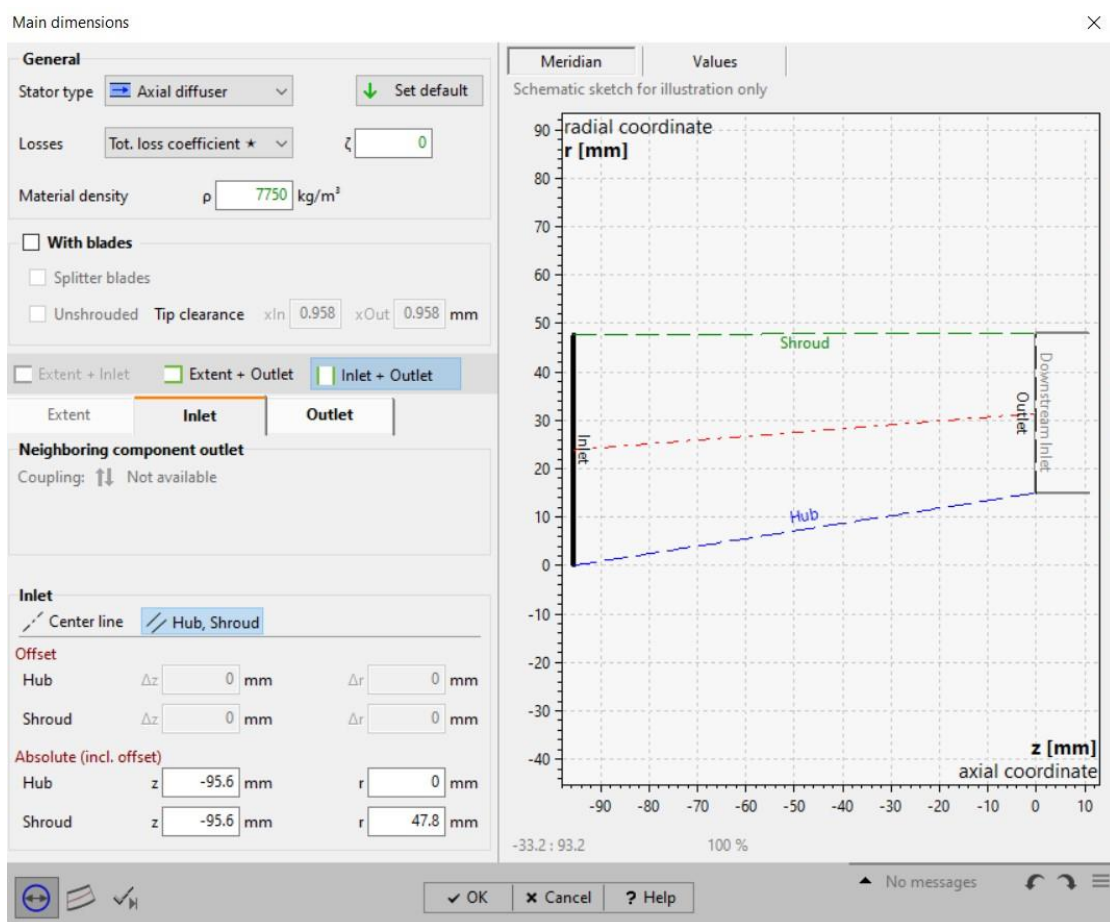 Main dimensions
General
Stator type Axial diffuser Set default
Losses Tot. loss coefficient ★ ζ 0
Material density ρ 7750 kg/m³
With blades
Splitter blades
Unshrouded Tip clearance xIn 0.958 xOut 0.958 mm
Extent + Inlet Extent + Outlet Inlet + Outlet
Extent Inlet Outlet
Neighboring component outlet
Coupling: Not available
Inlet
Center line Hub, Shroud
Offset
Hub Δz 0 mm Δr 0 mm
Shroud Δz 0 mm Δr 0 mm
Absolute (incl. offset)
Hub z -95.6 mm r 0 mm
Shroud z -95.6 mm r 47.8 mm
Meridian Values
Schematic sketch for illustration only
radial coordinate
r [mm]
90
80
70
60
50
40
30
20
10
0
-10
-20
-30
-40
Shroud
Inlet
Hub
Outlet
Downstream Inlet
z [mm]
axial coordinate
-90 -80 -70 -60 -50 -40 -30 -20 -10 0 10
-33.2 : 93.2 100 %
OK Cancel ? Help No messages